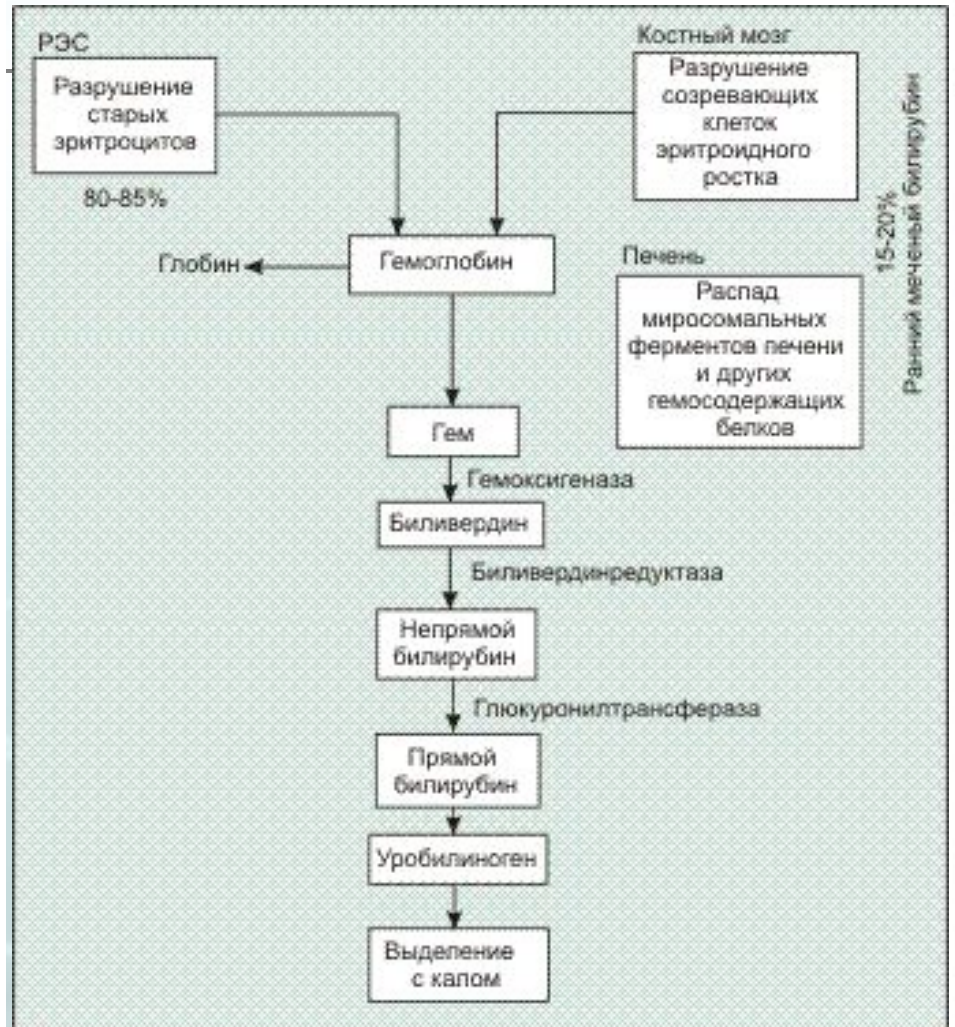 РЭС
Разрушение
старых
эритроцитов
80-85%
Костный мозг
Разрушение
созревающих
клеток
эритроидного
ростка
15-20%
Ранний меченый билирубин
Глобин
Гемоглобин
Печень
Распад
миросомальных
ферментов печени
и других
гемосодержащих
белков
Гем
Гемоксигеназа
Биливердин
Биливердинредуктаза
Непрямой
билирубин
Глюкуронилтрансфераза
Прямой
билирубин
Уробилиноген
Выделение
с калом